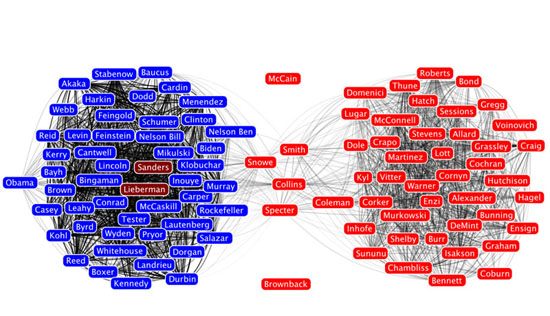 Stabenow
Baucus
Akaka
Cardin
Harkin
Dodd
Menendez
Webb
Feingold
Schumer
Clinton
Reid
Levin
Feinstein
Nelson Bill
Nelson Ben
Kerry
Cantwell
Mikulski
Biden
Lincoln
Sanders
Klobuchar
Bayh
Obama
Bingaman
Inouye
Murray
Brown
Lieberman
Carper
Casey
Leahy
Conrad
McCaskill
Rockefeller
Byrd
Tester
Lautenberg
Kohl
Wyden
Pryor
Salazar
Whitehouse
Dorgan
Reed
Landrieu
Boxer
Durbin
Kennedy
McCain
Smith
Snowe
Collins
Specter
Brownback
Roberts
Thune
Bond
Domenici
Hatch
Gregg
Lugar
McConnell
Sessions
Voinovich
Stevens
Allard
Dole
Crapo
Grassley
Craig
Martinez
Lott
Cochran
Kyl
Vitter
Cornyn
Hutchison
Warner
Coleman
Corker
Enzi
Alexander
Hagel
Murkowski
Bunning
Inhofe
DeMint
Ensign
Shelby
Burr
Graham
Sununu
Isakson
Chambliss
Coburn
Bennett